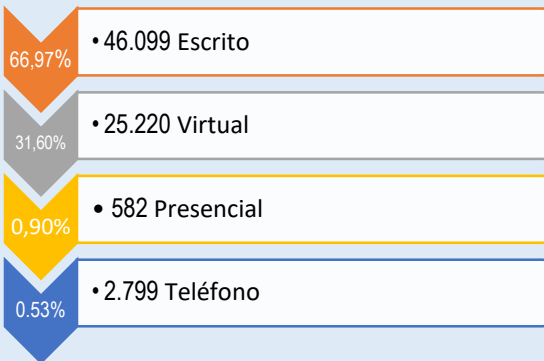 66,97%
• 46.099 Escrito
31,60%
• 25.220 Virtual
0,90%
• 582 Presencial
0.53%
• 2.799 Teléfono